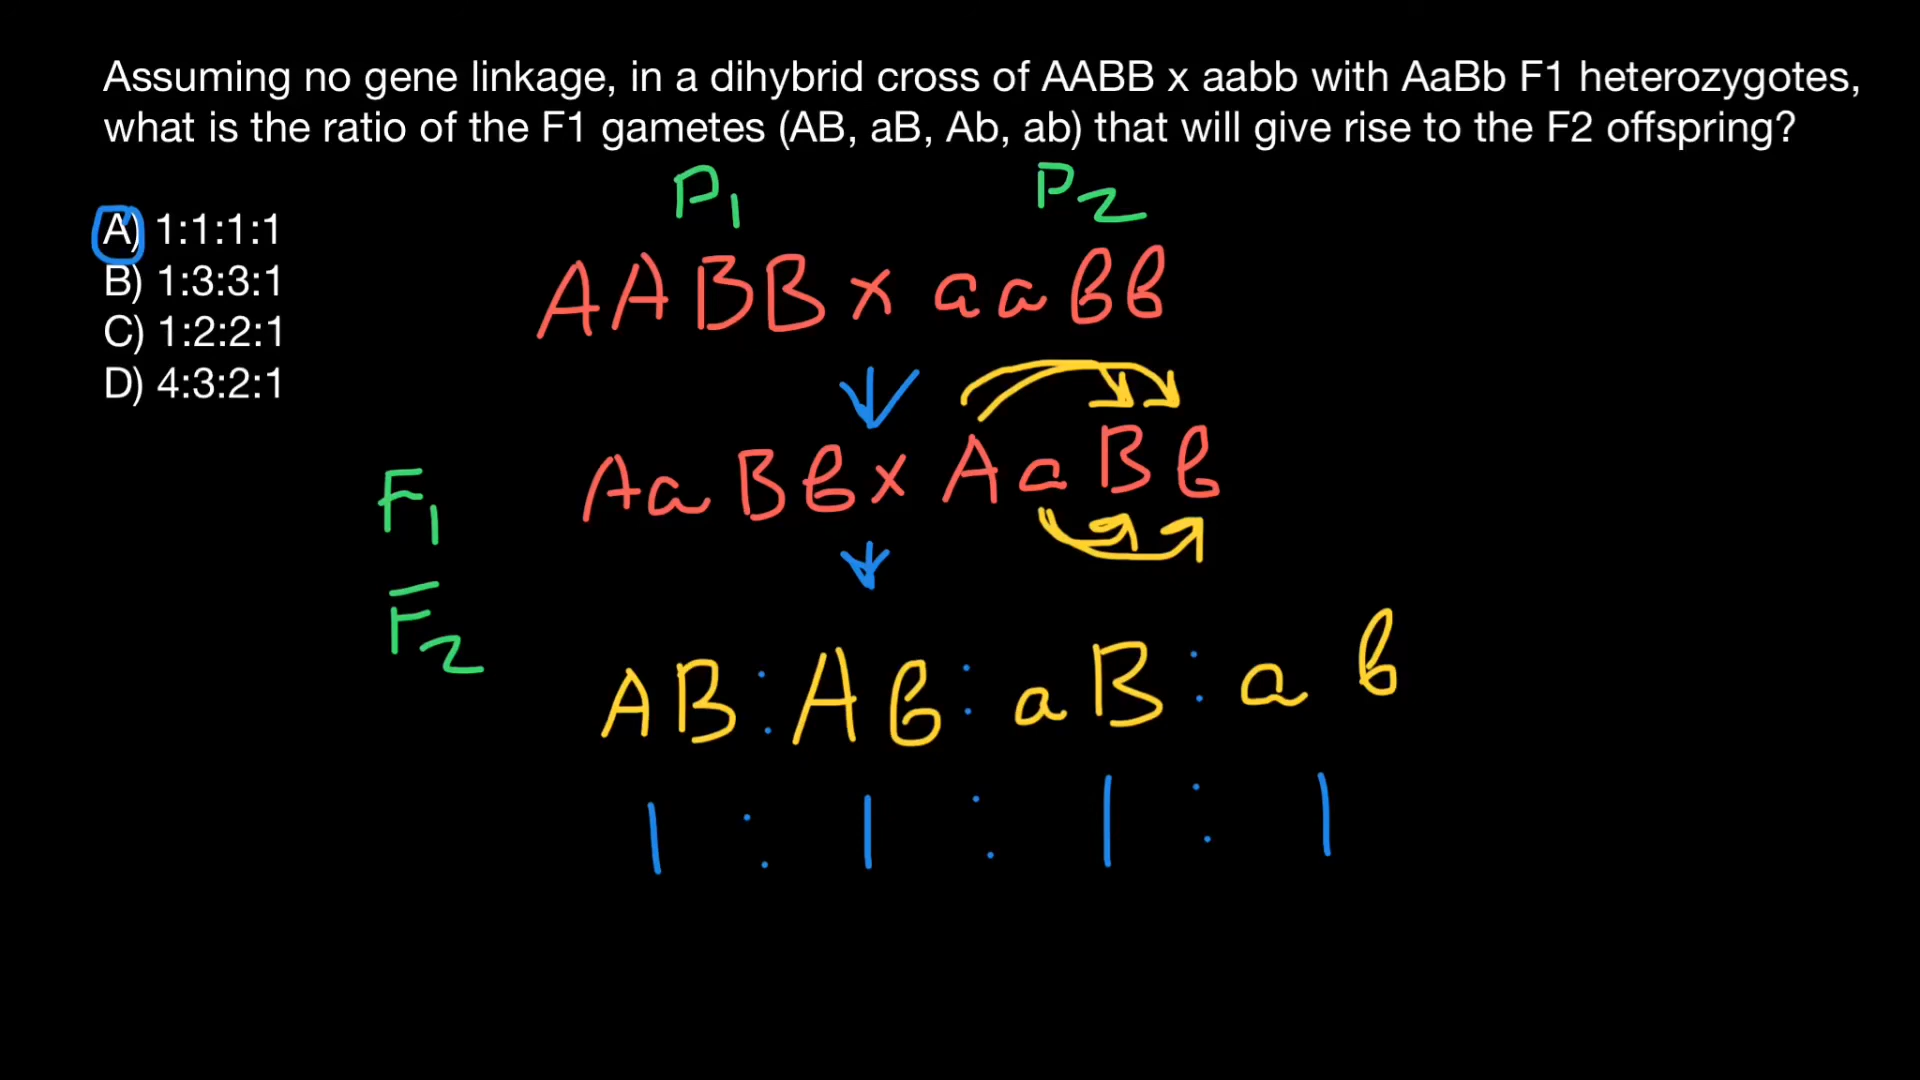 Assuming no gene linkage, in a dihybrid cross of AABB x aabb with AaBb F1 heterozygotes,
what is the ratio of the F1 gametes (AB, aB, Ab, ab) that will give rise to the F2 offspring?
P1 P2
A) 1:1:1:1
B) 1:3:3:1
C) 1:2:2:1
D) 4:3:2:1
AABB x aabb
F1 AaBb x AaBb
F2
AB : Ab : aB : ab
1 : 1 : 1 : 1